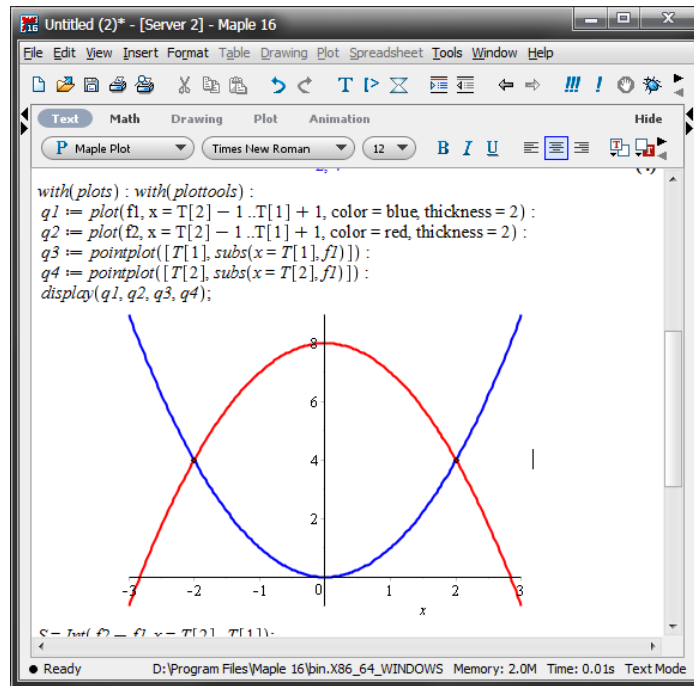 Untitled (2)* - [Server 2] - Maple 16
File Edit View Insert Format Table Drawing Plot Spreadsheet Tools Window Help
Text Math Drawing Plot Animation Hide
P Maple Plot Times New Roman 12 B I U
with(plots) : with(plottools) :
q1 := plot(f1, x = T[2] − 1 ..T[1] + 1, color = blue, thickness = 2) :
q2 := plot(f2, x = T[2] − 1 ..T[1] + 1, color = red, thickness = 2) :
q3 := pointplot([T[1], subs(x = T[1], f1)]) :
q4 := pointplot([T[2], subs(x = T[2], f1)]) :
display(q1, q2, q3, q4);
8
6
4
2
-3 -2 -1 0 1 2 3
x
S = Int( f2 − f1, x = T[2] ..T[1]);
Ready D:\Program Files\Maple 16\bin.X86_64_WINDOWS Memory: 2.0M Time: 0.01s Text Mode